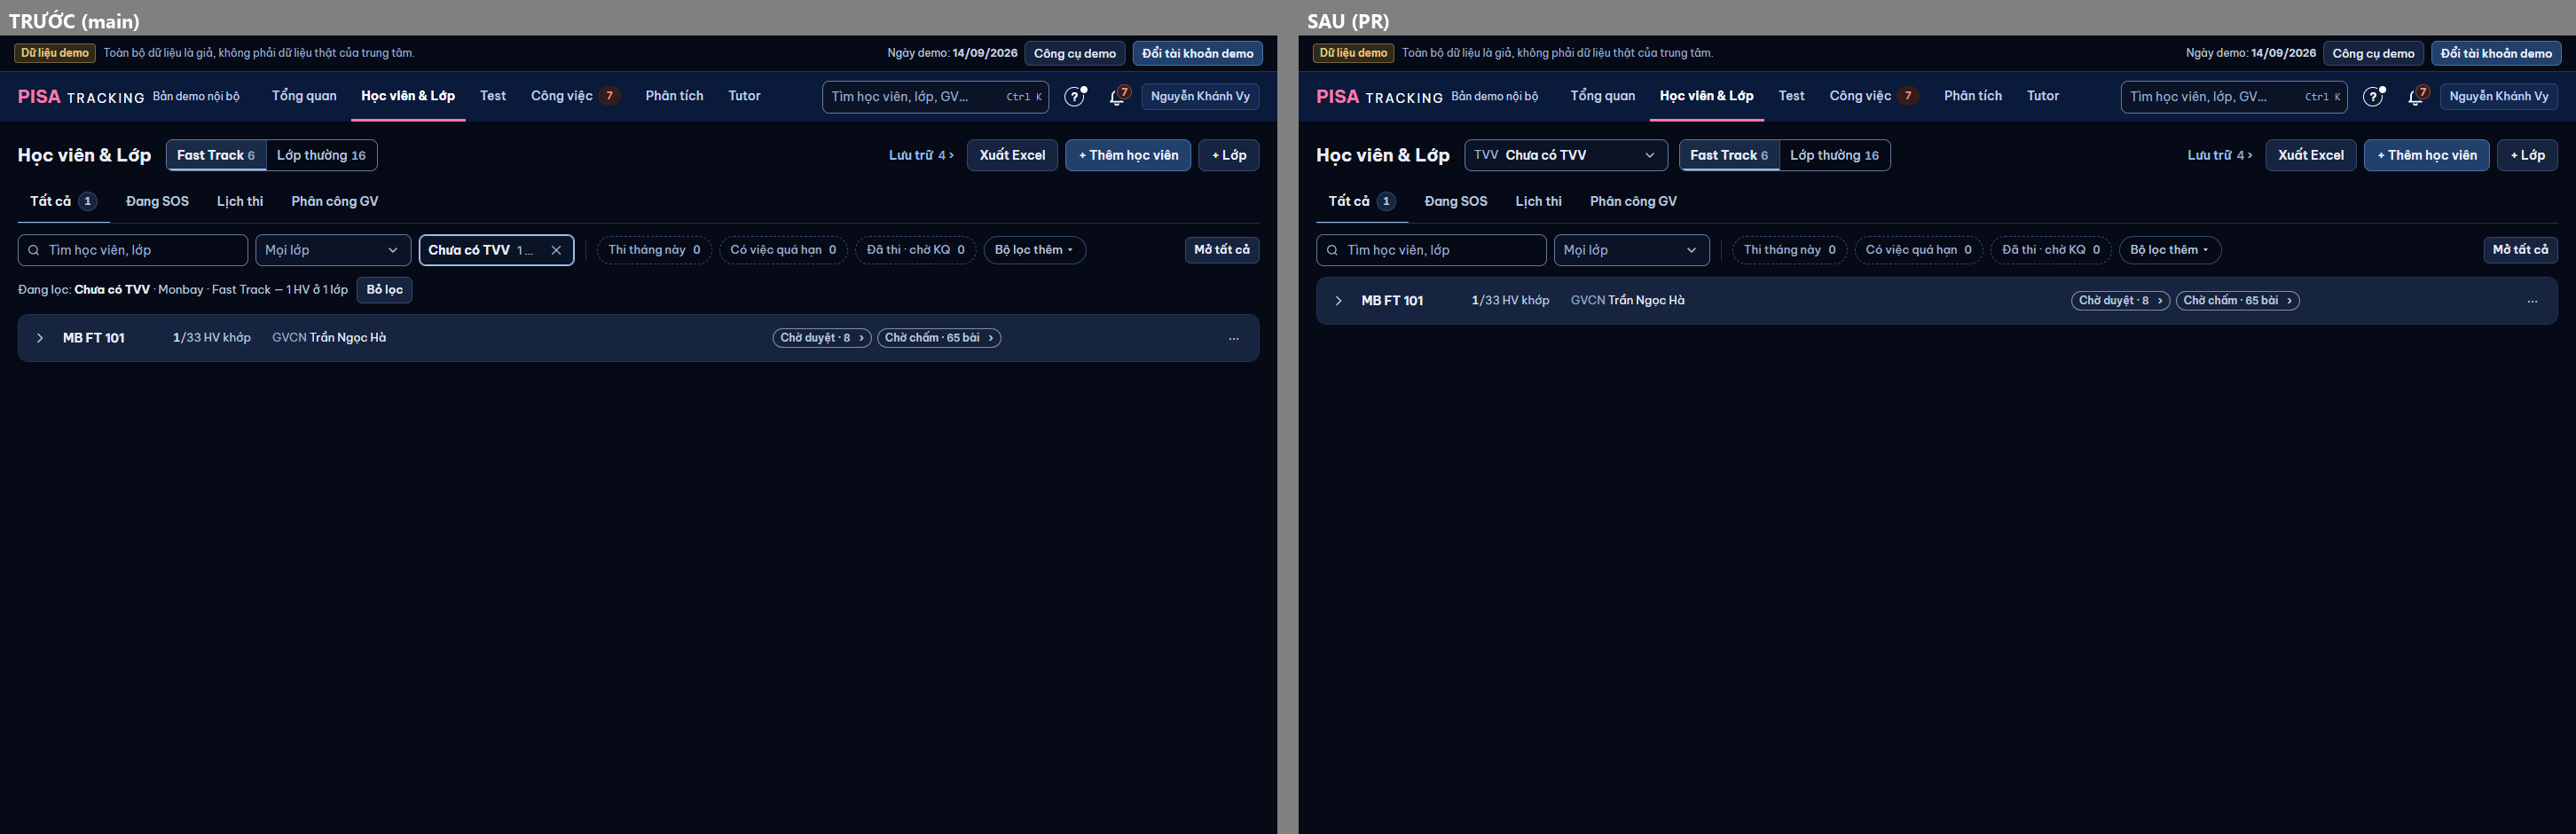 TRƯỚC (main)
Dữ liệu demo Toàn bộ dữ liệu là giả, không phải dữ liệu thật của trung tâm. Ngày demo: 14/09/2026 Công cụ demo Đổi tài khoản demo
PISA TRACKING Bản demo nội bộ Tổng quan Học viên & Lớp Test Công việc 7 Phân tích Tutor Tìm học viên, lớp, GV... Ctrl K ? 7 Nguyễn Khánh Vy
Học viên & Lớp Fast Track 6 Lớp thường 16 Lưu trữ 4 › Xuất Excel + Thêm học viên + Lớp
Tất cả 1 Đang SOS Lịch thi Phân công GV
Tìm học viên, lớp Mọi lớp Chưa có TVV 1... Thi tháng này 0 Có việc quá hạn 0 Đã thi · chờ KQ 0 Bộ lọc thêm Mở tất cả
Đang lọc: Chưa có TVV · Monbay · Fast Track — 1 HV ở 1 lớp Bỏ lọc
MB FT 101 1/33 HV khớp GVCN Trần Ngọc Hà Chờ duyệt · 8 › Chờ chấm · 65 bài › ...
SAU (PR)
Dữ liệu demo Toàn bộ dữ liệu là giả, không phải dữ liệu thật của trung tâm. Ngày demo: 14/09/2026 Công cụ demo Đổi tài khoản demo
PISA TRACKING Bản demo nội bộ Tổng quan Học viên & Lớp Test Công việc 7 Phân tích Tutor Tìm học viên, lớp, GV... Ctrl K ? 7 Nguyễn Khánh Vy
Học viên & Lớp TVV Chưa có TVV Fast Track 6 Lớp thường 16 Lưu trữ 4 › Xuất Excel + Thêm học viên + Lớp
Tất cả 1 Đang SOS Lịch thi Phân công GV
Tìm học viên, lớp Mọi lớp Thi tháng này 0 Có việc quá hạn 0 Đã thi · chờ KQ 0 Bộ lọc thêm Mở tất cả
MB FT 101 1/33 HV khớp GVCN Trần Ngọc Hà Chờ duyệt · 8 › Chờ chấm · 65 bài › ...